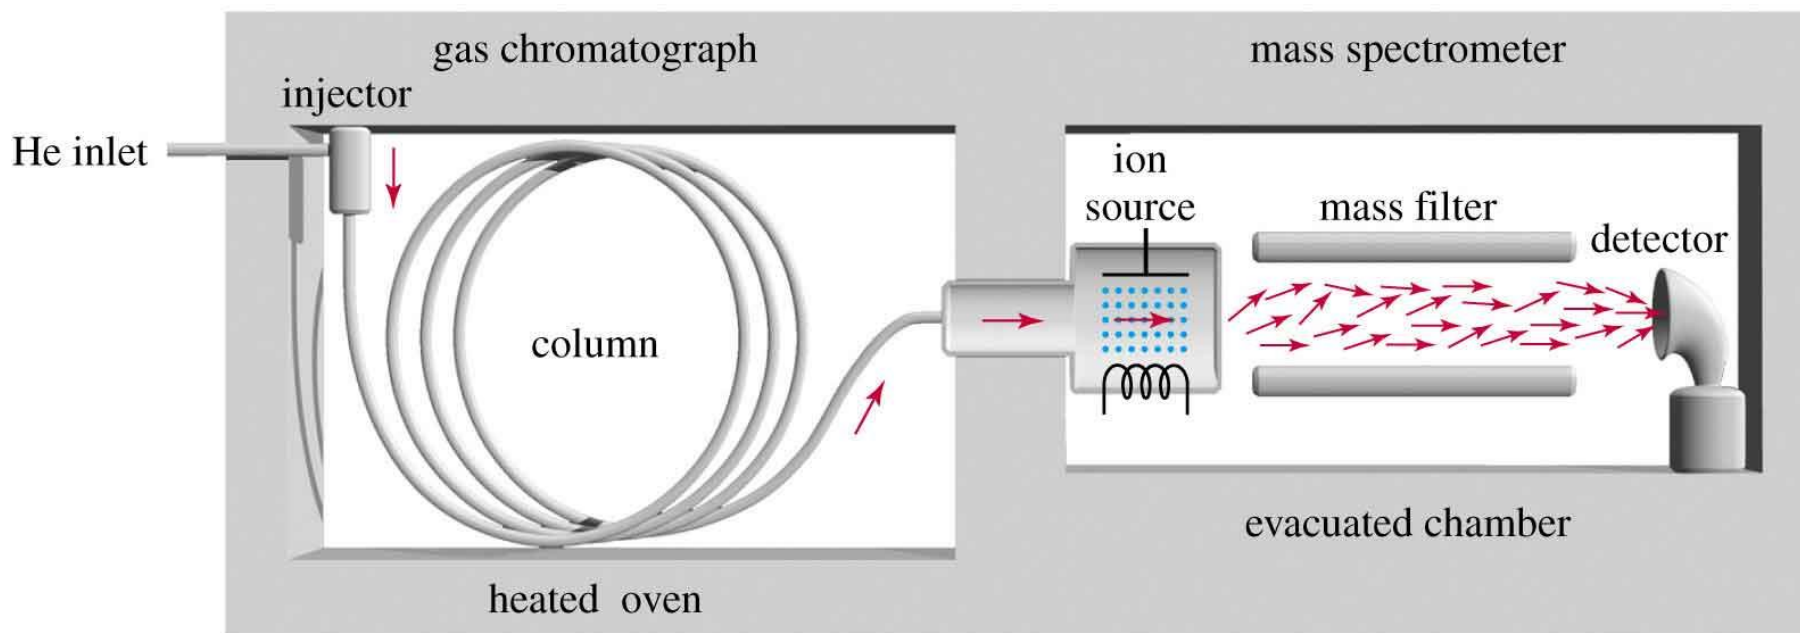 gas chromatograph
mass spectrometer
injector
He inlet
ion
source
mass filter
detector
column
evacuated chamber
heated oven